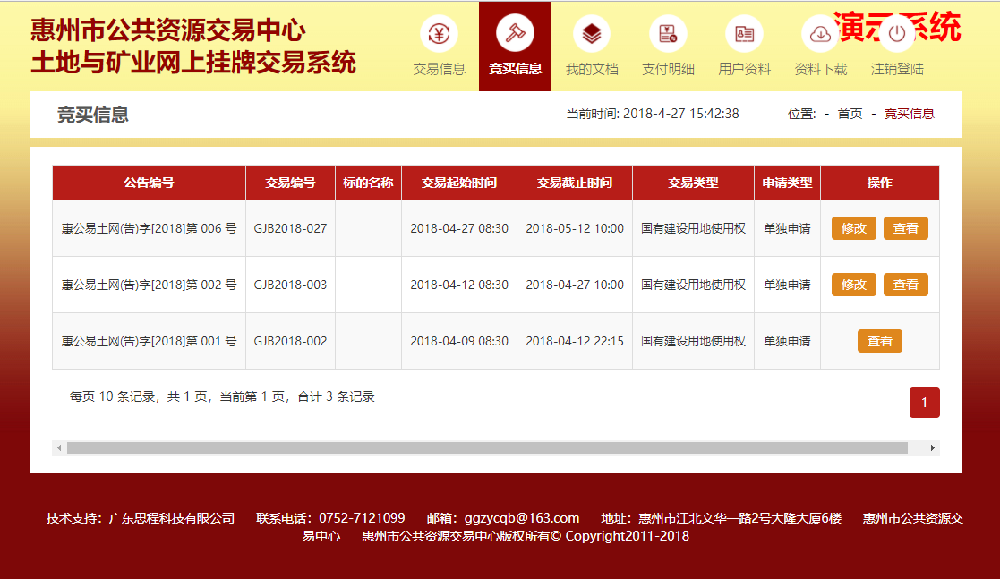 惠州市公共资源交易中心
土地与矿业网上挂牌交易系统
演示系统
交易信息 竞买信息 我的文档 支付明细 用户资料 资料下载 注销登陆
竞买信息 当前时间: 2018-4-27 15:42:38 位置: - 首页 - 竞买信息
公告编号 交易编号 标的名称 交易起始时间 交易截止时间 交易类型 申请类型 操作
惠公易土网(告)字[2018]第 006 号 GJB2018-027 2018-04-27 08:30 2018-05-12 10:00 国有建设用地使用权 单独申请 修改 查看
惠公易土网(告)字[2018]第 002 号 GJB2018-003 2018-04-12 08:30 2018-04-27 10:00 国有建设用地使用权 单独申请 修改 查看
惠公易土网(告)字[2018]第 001 号 GJB2018-002 2018-04-09 08:30 2018-04-12 22:15 国有建设用地使用权 单独申请 查看
每页 10 条记录，共 1 页，当前第 1 页，合计 3 条记录 1
技术支持：广东思程科技有限公司 联系电话：0752-7121099 邮箱：ggzycqb@163.com 地址：惠州市江北文华一路2号大隆大厦6楼 惠州市公共资源交
易中心 惠州市公共资源交易中心版权所有© Copyright2011-2018